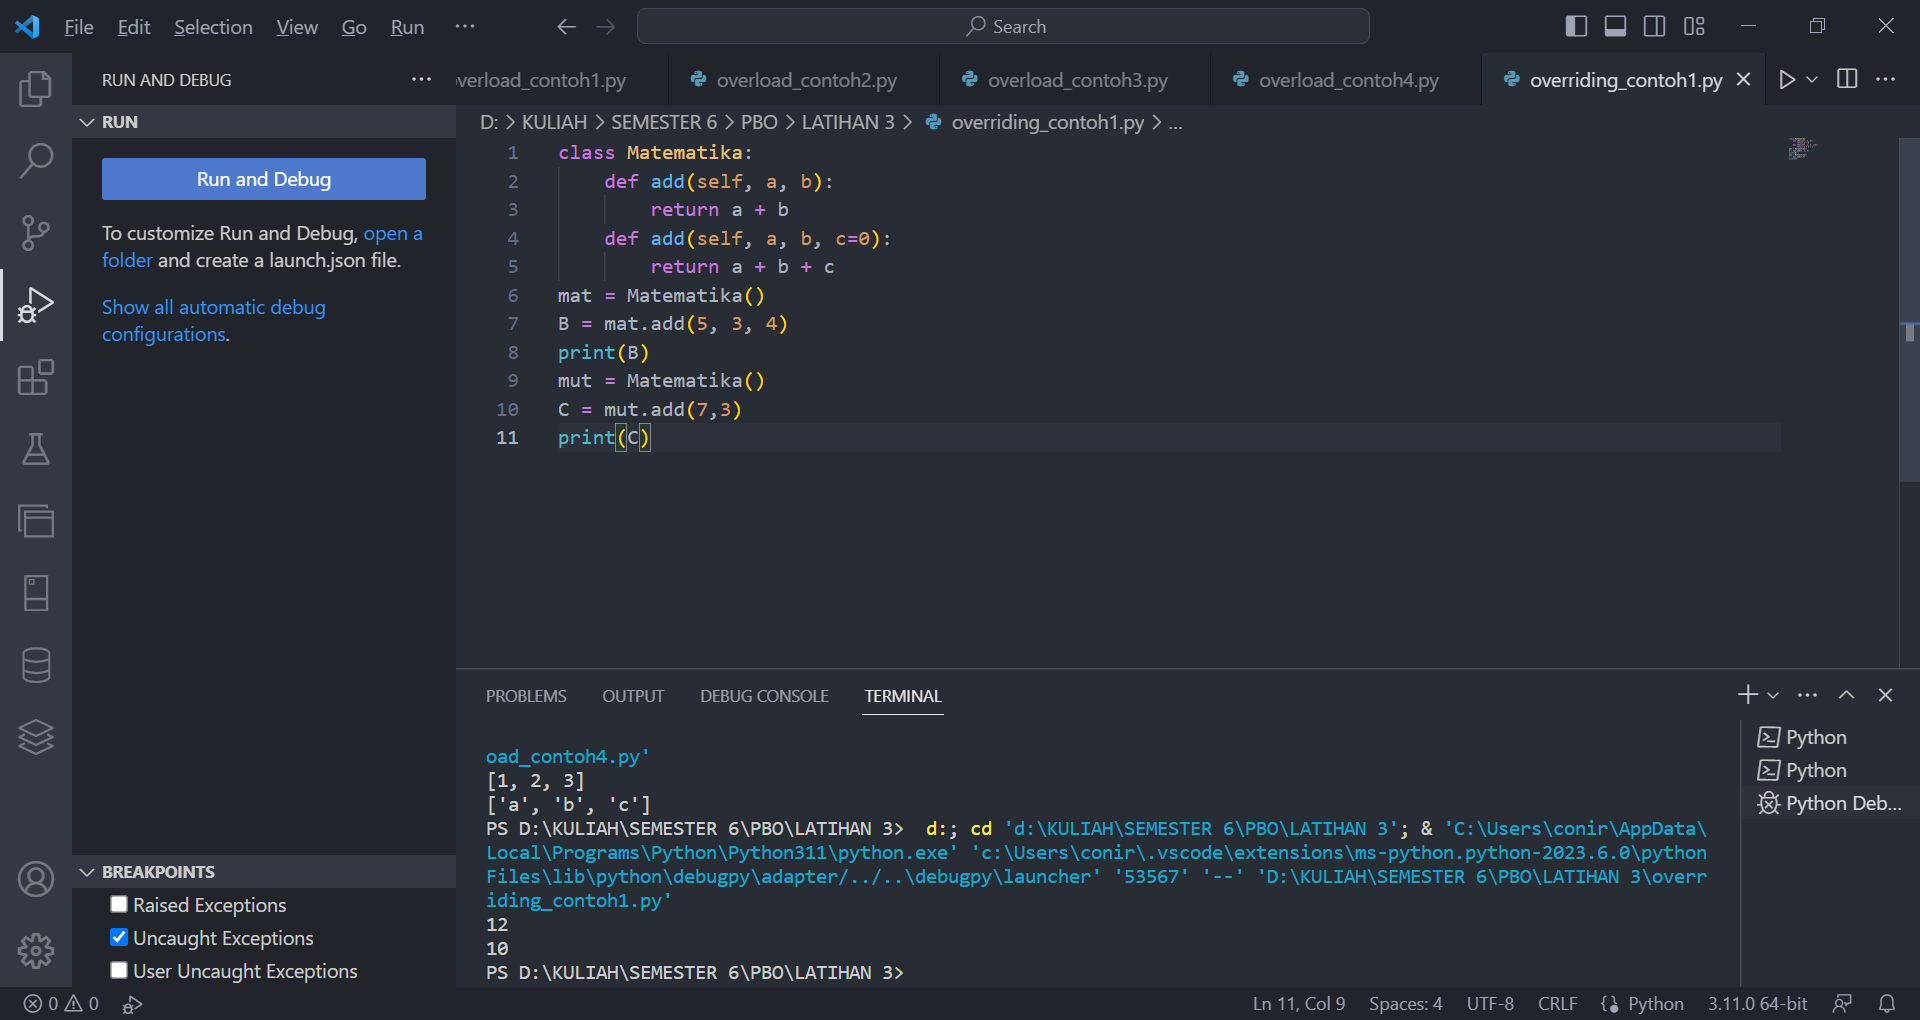 File Edit Selection View Go Run ··· Search
RUN AND DEBUG ···
verload_contoh1.py overload_contoh2.py overload_contoh3.py overload_contoh4.py overriding_contoh1.py
RUN
Run and Debug
To customize Run and Debug, open a
folder and create a launch.json file.
Show all automatic debug
configurations.
D: > KULIAH > SEMESTER 6 > PBO > LATIHAN 3 > overriding_contoh1.py > ...
1 class Matematika:
2     def add(self, a, b):
3         return a + b
4     def add(self, a, b, c=0):
5         return a + b + c
6 mat = Matematika()
7 B = mat.add(5, 3, 4)
8 print(B)
9 mut = Matematika()
10 C = mut.add(7,3)
11 print(C)
PROBLEMS OUTPUT DEBUG CONSOLE TERMINAL
oad_contoh4.py'
[1, 2, 3]
['a', 'b', 'c']
PS D:\KULIAH\SEMESTER 6\PBO\LATIHAN 3>  d:; cd 'd:\KULIAH\SEMESTER 6\PBO\LATIHAN 3'; & 'C:\Users\conir\AppData\
Local\Programs\Python\Python311\python.exe' 'c:\Users\conir\.vscode\extensions\ms-python.python-2023.6.0\python
Files\lib\python\debugpy\adapter/../..\debugpy\launcher' '53567' '--' 'D:\KULIAH\SEMESTER 6\PBO\LATIHAN 3\overr
iding_contoh1.py'
12
10
PS D:\KULIAH\SEMESTER 6\PBO\LATIHAN 3>
Python
Python
Python Deb...
BREAKPOINTS
Raised Exceptions
Uncaught Exceptions
User Uncaught Exceptions
0 0 Ln 11, Col 9 Spaces: 4 UTF-8 CRLF Python 3.11.0 64-bit